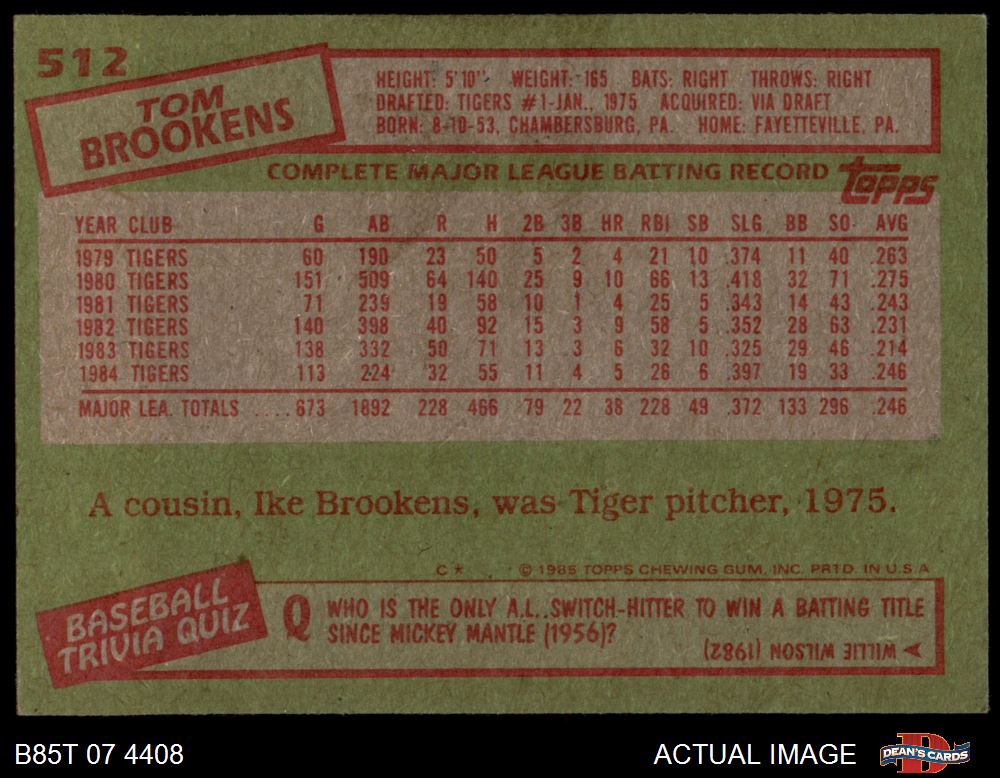 512
TOM
BROOKENS
HEIGHT: 5'10" WEIGHT: 165 BATS: RIGHT THROWS: RIGHT
DRAFTED: TIGERS #1-JAN., 1975 ACQUIRED: VIA DRAFT
BORN: 8-10-53, CHAMBERSBURG, PA. HOME: FAYETTEVILLE, PA.
COMPLETE MAJOR LEAGUE BATTING RECORD
Topps
YEAR CLUB G AB R H 2B 3B HR RBI SB SLG BB SO AVG
1979 TIGERS 60 190 23 50 5 2 4 21 10 .374 11 40 .263
1980 TIGERS 151 509 64 140 25 9 10 66 13 .418 32 71 .275
1981 TIGERS 71 239 19 58 10 1 4 25 5 .343 14 43 .243
1982 TIGERS 140 398 40 92 15 3 9 58 5 .352 28 63 .231
1983 TIGERS 138 332 50 71 13 3 6 32 10 .325 29 46 .214
1984 TIGERS 113 224 32 55 11 4 5 26 6 .397 19 33 .246
MAJOR LEA. TOTALS .... 673 1892 228 466 79 22 38 228 49 .372 133 296 .246
A cousin, Ike Brookens, was Tiger pitcher, 1975.
C* © 1985 TOPPS CHEWING GUM, INC. PRTD. IN U.S.A.
BASEBALL
TRIVIA QUIZ
Q WHO IS THE ONLY A.L. SWITCH-HITTER TO WIN A BATTING TITLE
SINCE MICKEY MANTLE (1956)?
WILLIE WILSON (1982)
B85T 07 4408
ACTUAL IMAGE
D
DEAN'S CARDS